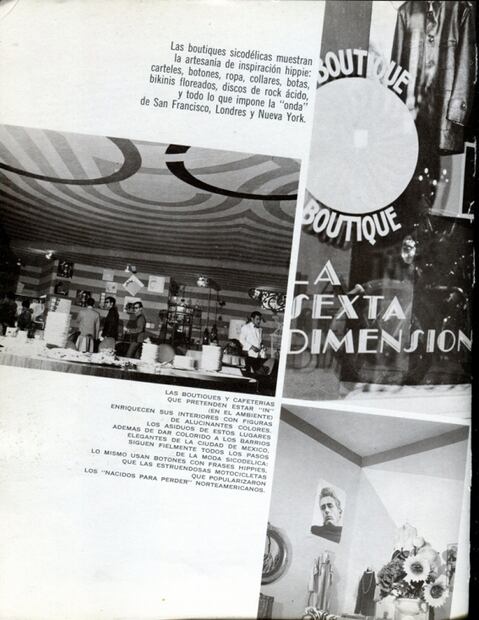 Las boutiques sicodélicas muestran
la artesanía de inspiración hippie:
carteles, botones, ropa, collares, botas,
bikinis floreados, discos de rock ácido,
y todo lo que impone la "onda"
de San Francisco, Londres y Nueva York.
BOUTIQUE
BOUTIQUE
LA
SEXTA
DIMENSION
LAS BOUTIQUES Y CAFETERIAS
QUE PRETENDEN ESTAR "IN"
(EN EL AMBIENTE)
ENRIQUECEN SUS INTERIORES CON FIGURAS
DE ALUCINANTES COLORES.
LOS ASIDUOS DE ESTOS LUGARES
ADEMAS DE DAR COLORIDO A LOS BARRIOS
ELEGANTES DE LA CIUDAD DE MEXICO,
SIGUEN FIELMENTE TODOS LOS PASOS
DE LA MODA SICODELICA:
LO MISMO USAN BOTONES CON FRASES HIPPIES,
QUE LAS ESTRUENDOSAS MOTOCICLETAS
QUE POPULARIZARON
LOS "NACIDOS PARA PERDER" NORTEAMERICANOS.